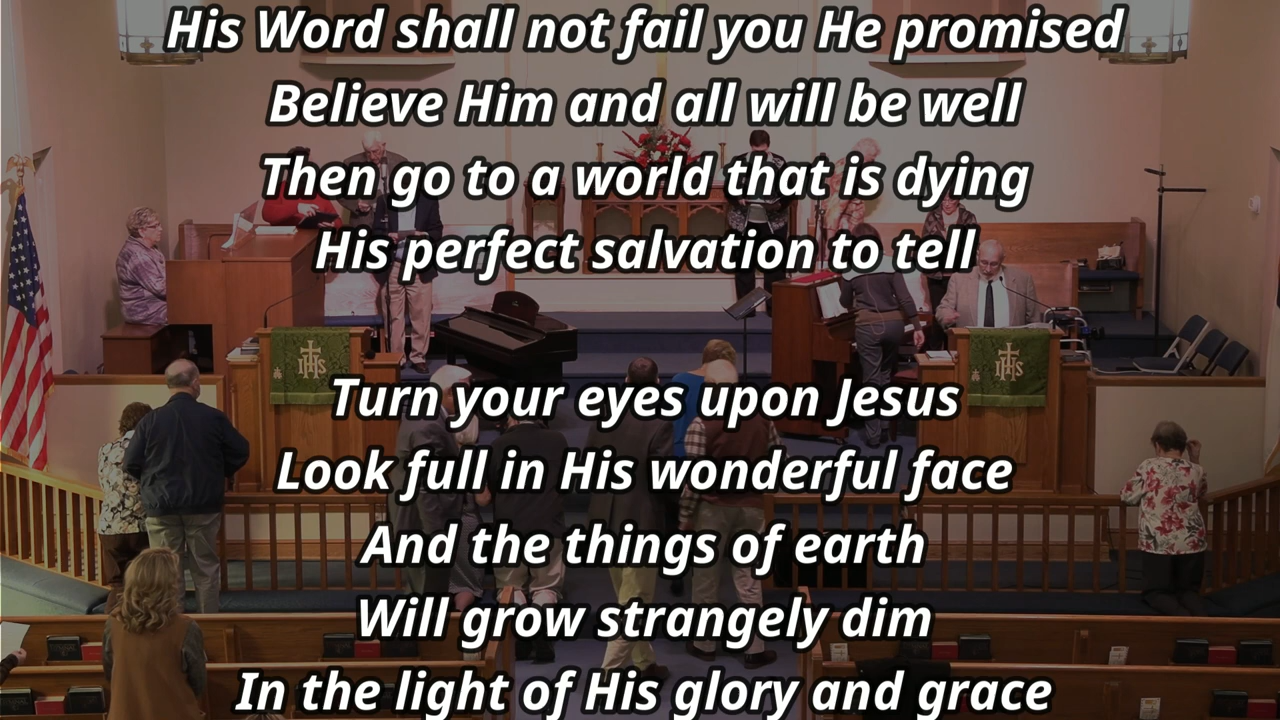 His Word shall not fail you He promised
Believe Him and all will be well
Then go to a world that is dying
His perfect salvation to tell
IHS
IHS
Turn your eyes upon Jesus
Look full in His wonderful face
And the things of earth
Will grow strangely dim
In the light of His glory and grace